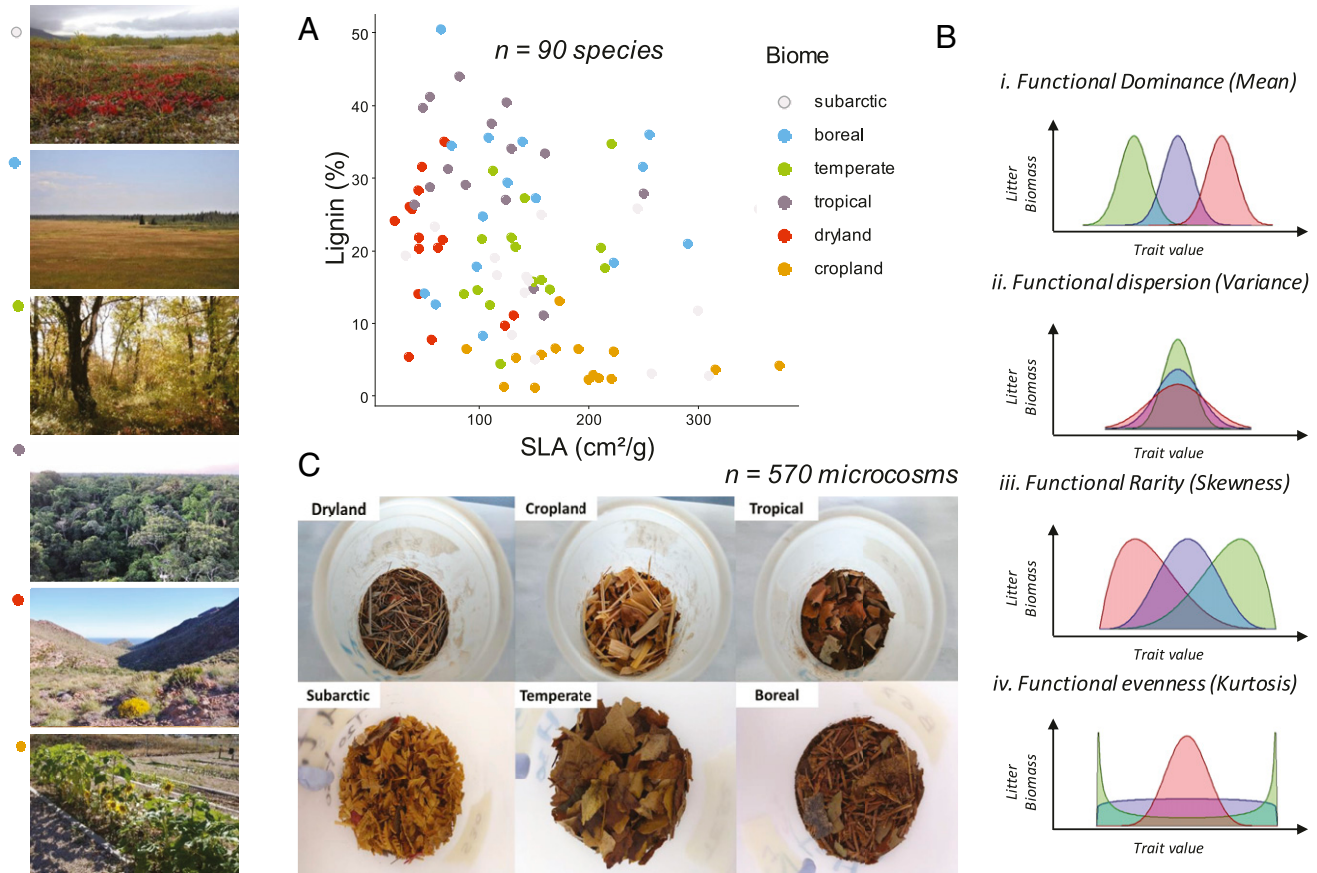 A
n = 90 species
Lignin (%)
50
40
30
20
10
0
100
200
300
SLA (cm²/g)
Biome
subarctic
boreal
temperate
tropical
dryland
cropland
B
i. Functional Dominance (Mean)
Litter
Biomass
Trait value
ii. Functional dispersion (Variance)
Litter
Biomass
Trait value
iii. Functional Rarity (Skewness)
Litter
Biomass
Trait value
iv. Functional evenness (Kurtosis)
Litter
Biomass
Trait value
C
n = 570 microcosms
Dryland
Cropland
Tropical
Subarctic
Temperate
Boreal